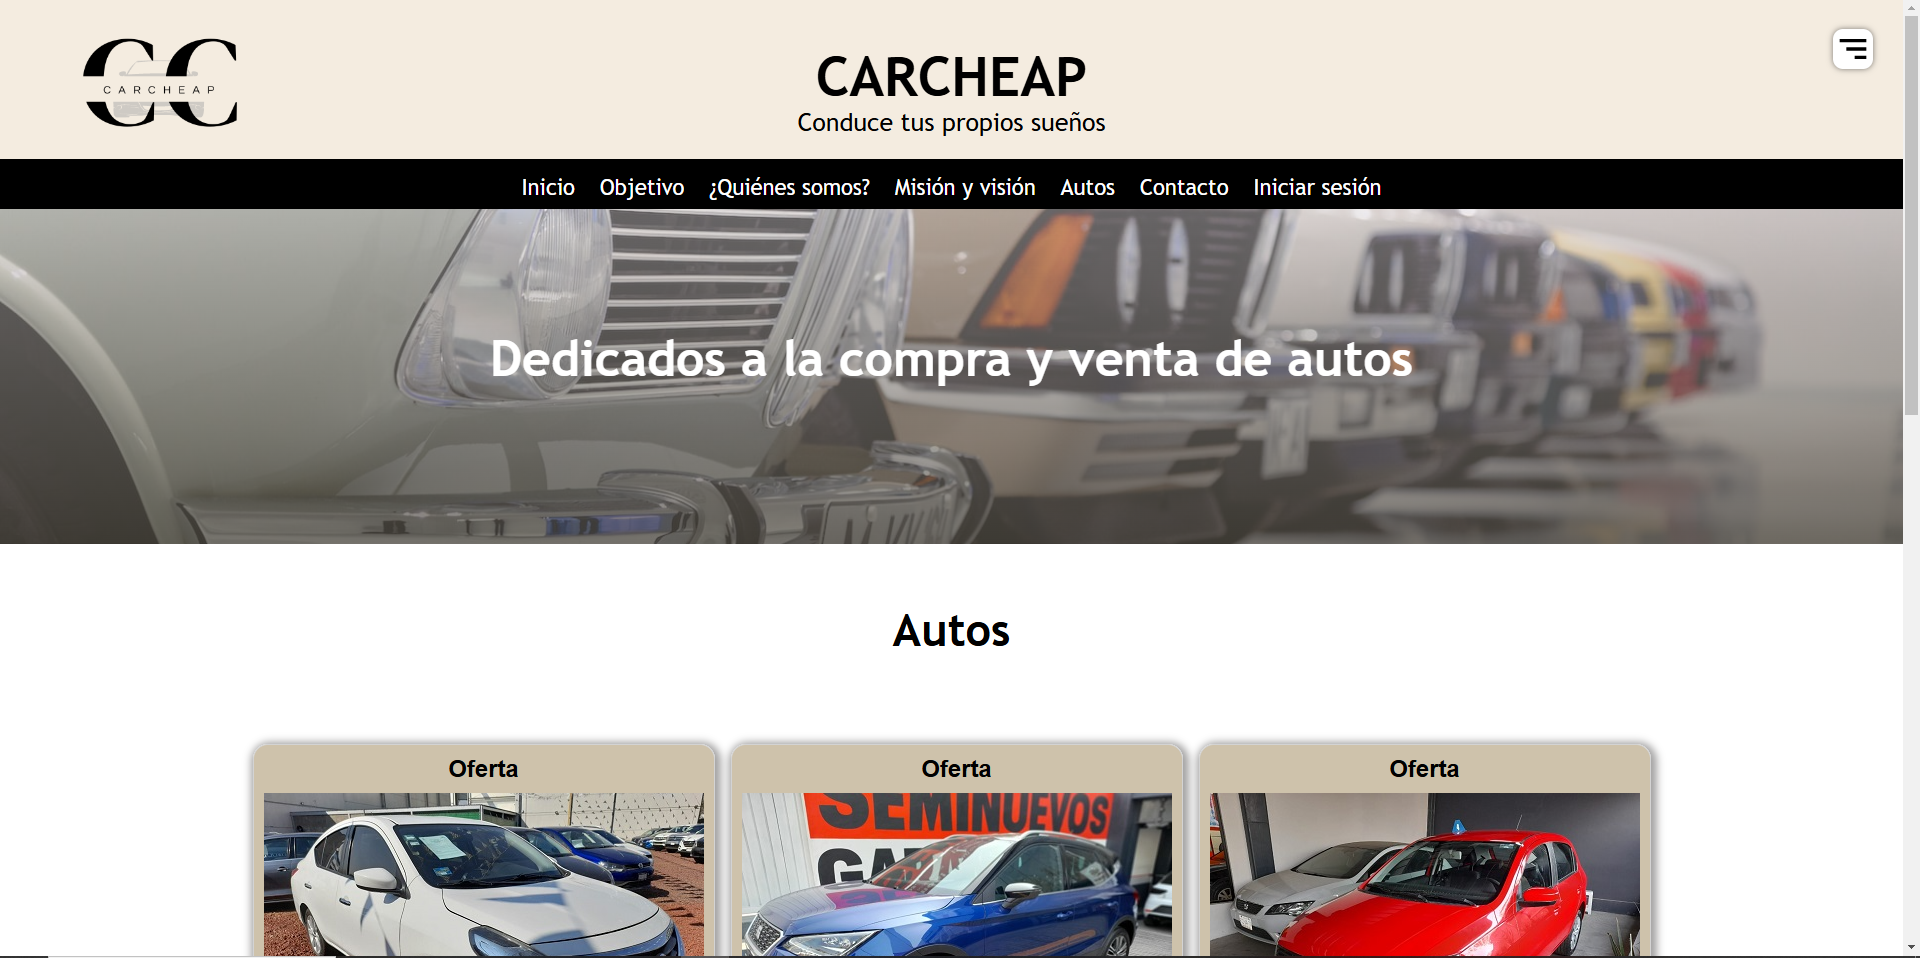 CARCHEAP
CARCHEAP
Conduce tus propios sueños
Inicio Objetivo ¿Quiénes somos? Misión y visión Autos Contacto Iniciar sesión
Dedicados a la compra y venta de autos
Autos
Oferta Oferta Oferta
SEMINUEVOS